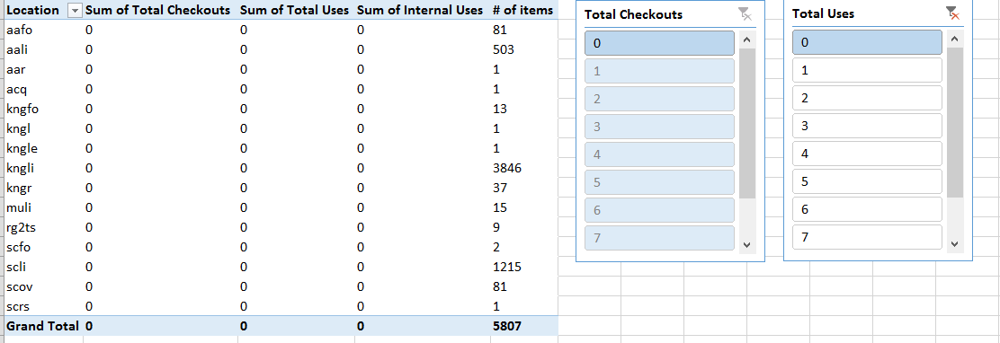 Location Sum of Total Checkouts Sum of Total Uses Sum of Internal Uses # of items
aafo 0 0 0 81
aali 0 0 0 503
aar 0 0 0 1
acq 0 0 0 1
kngfo 0 0 0 13
kngl 0 0 0 1
kngle 0 0 0 1
kngli 0 0 0 3846
kngr 0 0 0 37
muli 0 0 0 15
rg2ts 0 0 0 9
scfo 0 0 0 2
scli 0 0 0 1215
scov 0 0 0 81
scrs 0 0 0 1
Grand Total 0 0 0 5807
Total Checkouts
0
1
2
3
4
5
6
7
Total Uses
0
1
2
3
4
5
6
7